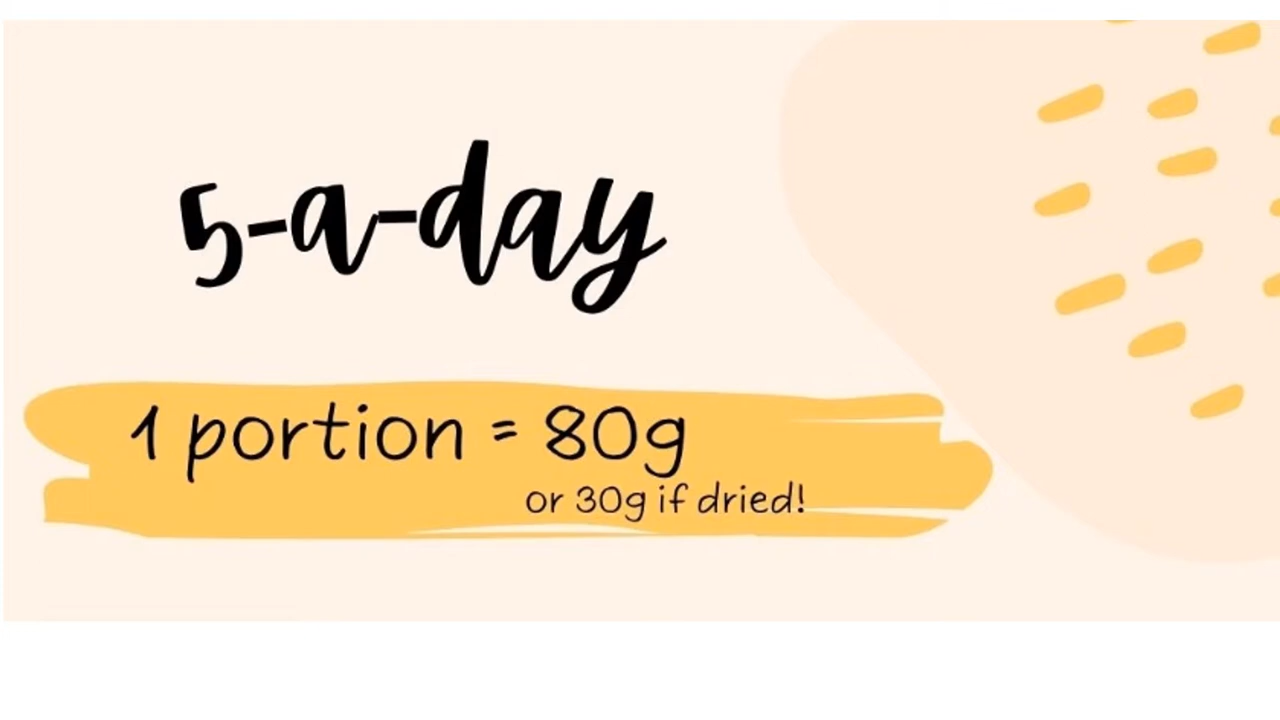 5-a-day
1 portion = 80g
or 30g if dried!